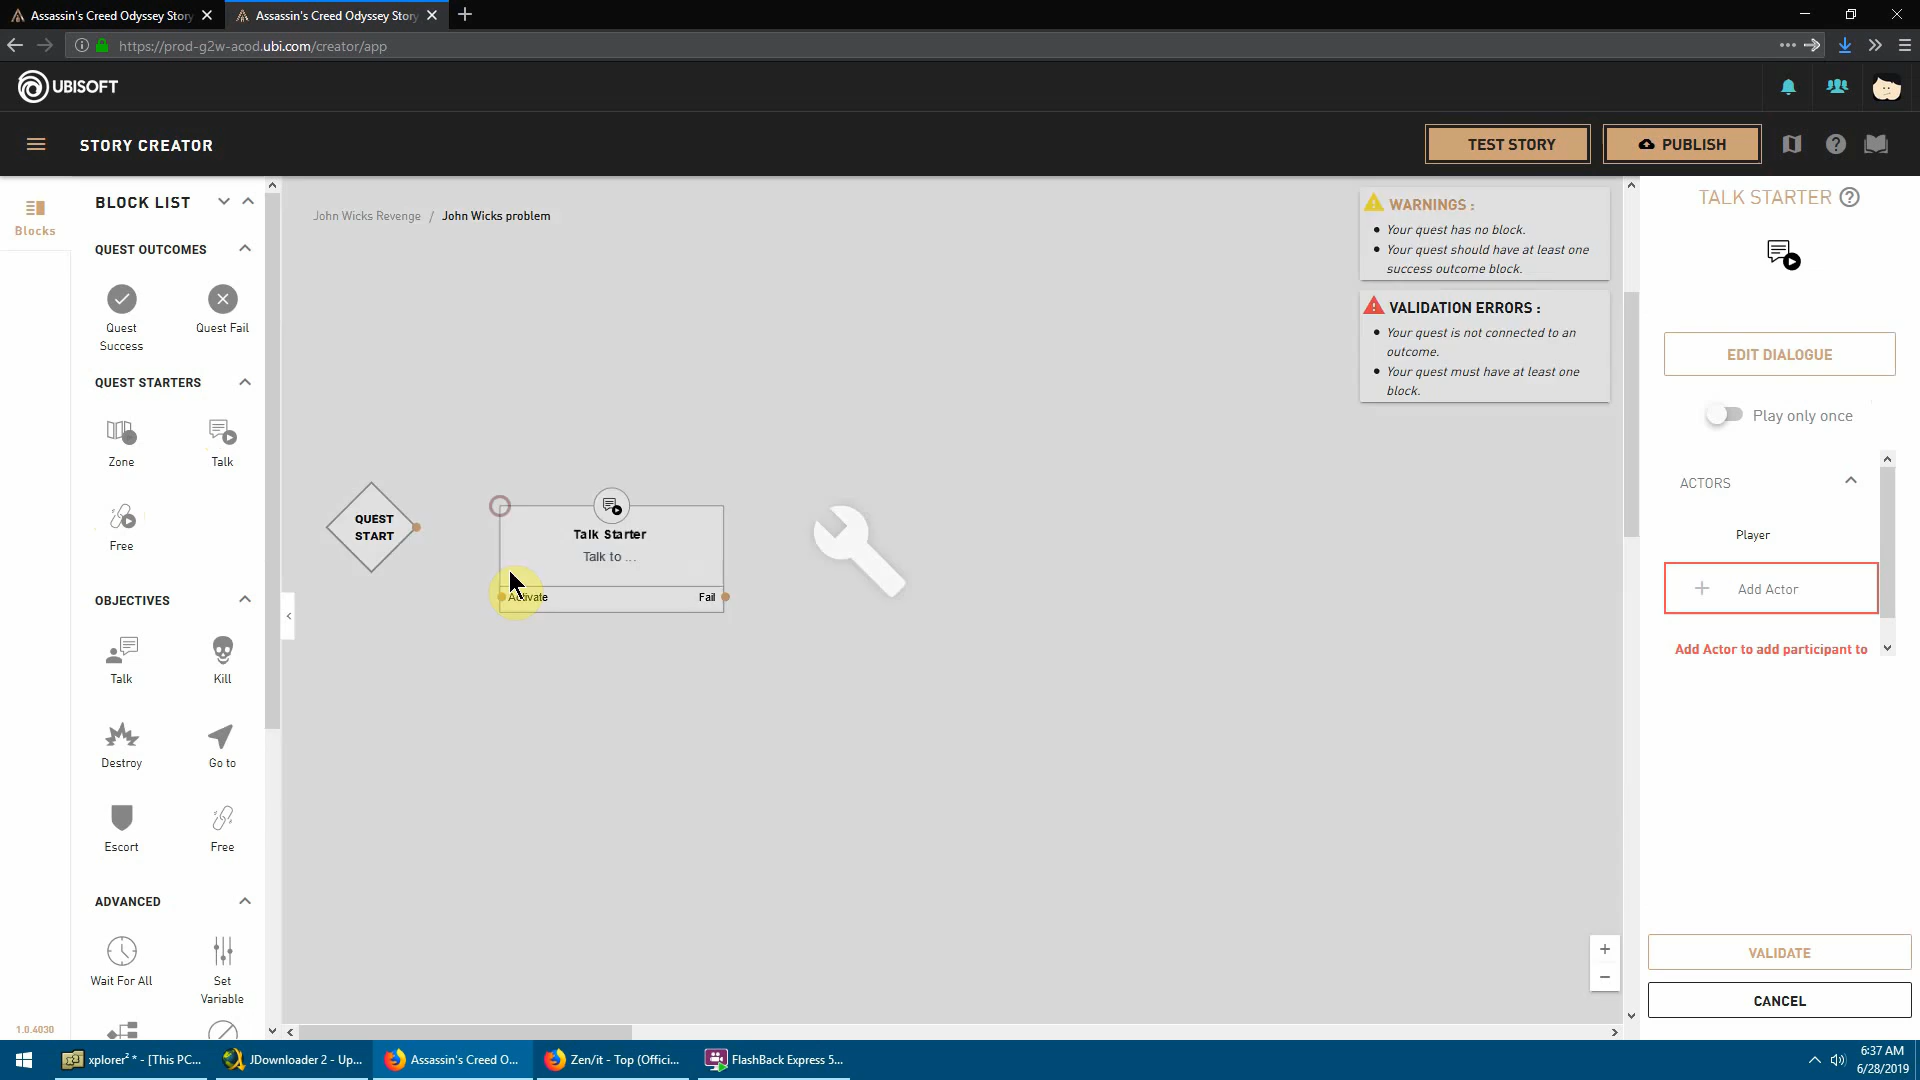 Assassin's Creed Odyssey Story
Assassin's Creed Odyssey Story
https://prod-g2w-acod.ubi.com/creator/app
UBISOFT
STORY CREATOR
TEST STORY
PUBLISH
Blocks
BLOCK LIST
QUEST OUTCOMES
Quest
Success
Quest Fail
QUEST STARTERS
Zone
Talk
Free
OBJECTIVES
Talk
Kill
Destroy
Go to
Escort
Free
ADVANCED
Wait For All
Set
Variable
1.0.4030
John Wicks Revenge / John Wicks problem
QUEST
START
Talk Starter
Talk to ...
Activate
Fail
WARNINGS :
Your quest has no block.
Your quest should have at least one
success outcome block.
VALIDATION ERRORS :
Your quest is not connected to an
outcome.
Your quest must have at least one
block.
TALK STARTER
EDIT DIALOGUE
Play only once
ACTORS
Player
Add Actor
Add Actor to add participant to
VALIDATE
CANCEL
xplorer² * - [This PC...
JDownloader 2 - Up...
Assassin's Creed O...
Zen/it - Top (Offici...
FlashBack Express 5...
6:37 AM
6/28/2019